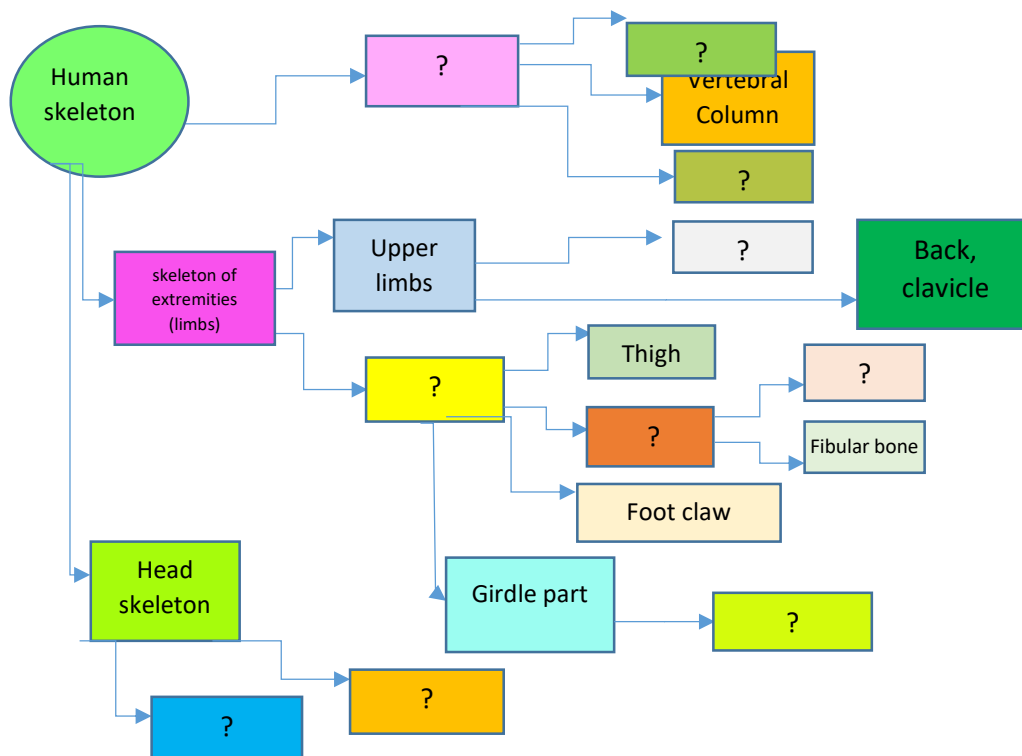 Human
skeleton
?
?
Vertebral
Column
?
skeleton of
extremities
(limbs)
Upper
limbs
?
Back,
clavicle
?
Thigh
?
?
Fibular bone
Foot claw
Head
skeleton
Girdle part
?
?
?